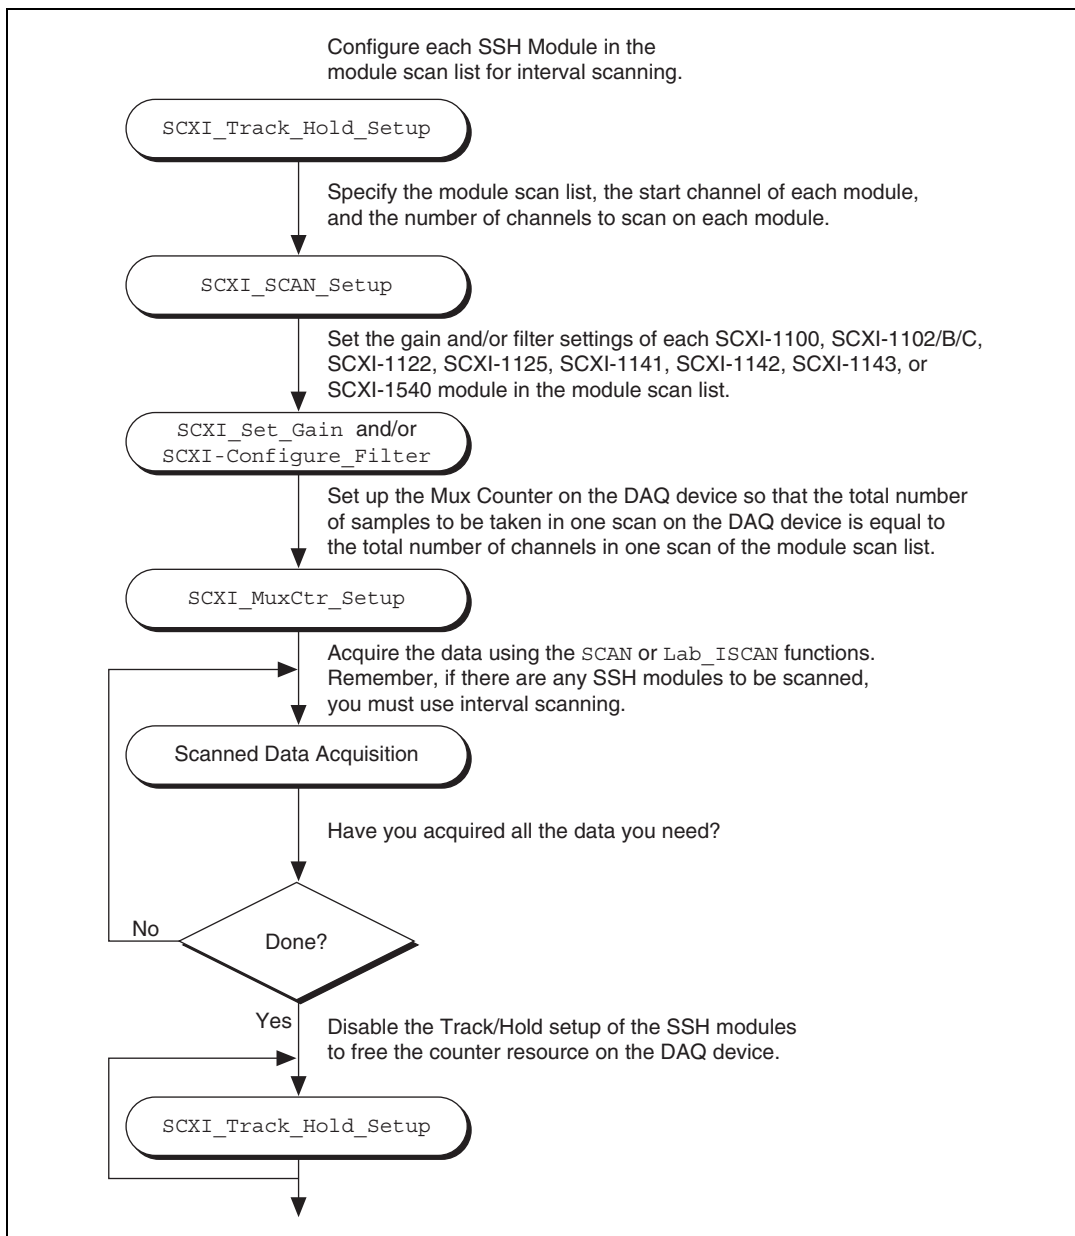 Configure each SSH Module in the
module scan list for interval scanning.
SCXI_Track_Hold_Setup
Specify the module scan list, the start channel of each module,
and the number of channels to scan on each module.
SCXI_SCAN_Setup
Set the gain and/or filter settings of each SCXI-1100, SCXI-1102/B/C,
SCXI-1122, SCXI-1125, SCXI-1141, SCXI-1142, SCXI-1143, or
SCXI-1540 module in the module scan list.
SCXI_Set_Gain and/or
SCXI-Configure_Filter
Set up the Mux Counter on the DAQ device so that the total number
of samples to be taken in one scan on the DAQ device is equal to
the total number of channels in one scan of the module scan list.
SCXI_MuxCtr_Setup
Acquire the data using the SCAN or Lab_ISCAN functions.
Remember, if there are any SSH modules to be scanned,
you must use interval scanning.
Scanned Data Acquisition
Have you acquired all the data you need?
No
Done?
Yes
Disable the Track/Hold setup of the SSH modules
to free the counter resource on the DAQ device.
SCXI_Track_Hold_Setup